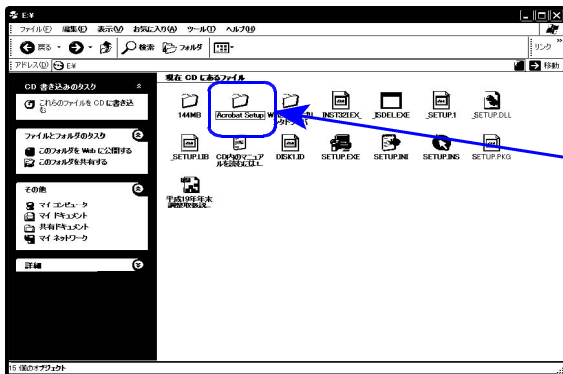 E:¥
ファイル(F) 編集(E) 表示(V) お気に入り(A) ツール(T) ヘルプ(H)
戻る 検索 フォルダ リンク
アドレス(D) E:¥ 移動
CD 書き込みのタスク
これらのファイルを CD に書き込む
ファイルとフォルダのタスク
このフォルダを Web に公開する
このフォルダを共有する
その他
マイ コンピュータ
マイ ドキュメント
共有ドキュメント
マイ ネットワーク
詳細
現在 CD にあるファイル
144MB Acrobat Setup INST32I.EX_ _ISDEL.EXE _SETUP.1 _SETUP.DLL
_SETUP.LIB CD内のマニュアルを読むには... DISK1.ID SETUP.EXE SETUP.INI SETUP.INS SETUP.PKG
平成19年年末調整取扱説...
15 個のオブジェクト